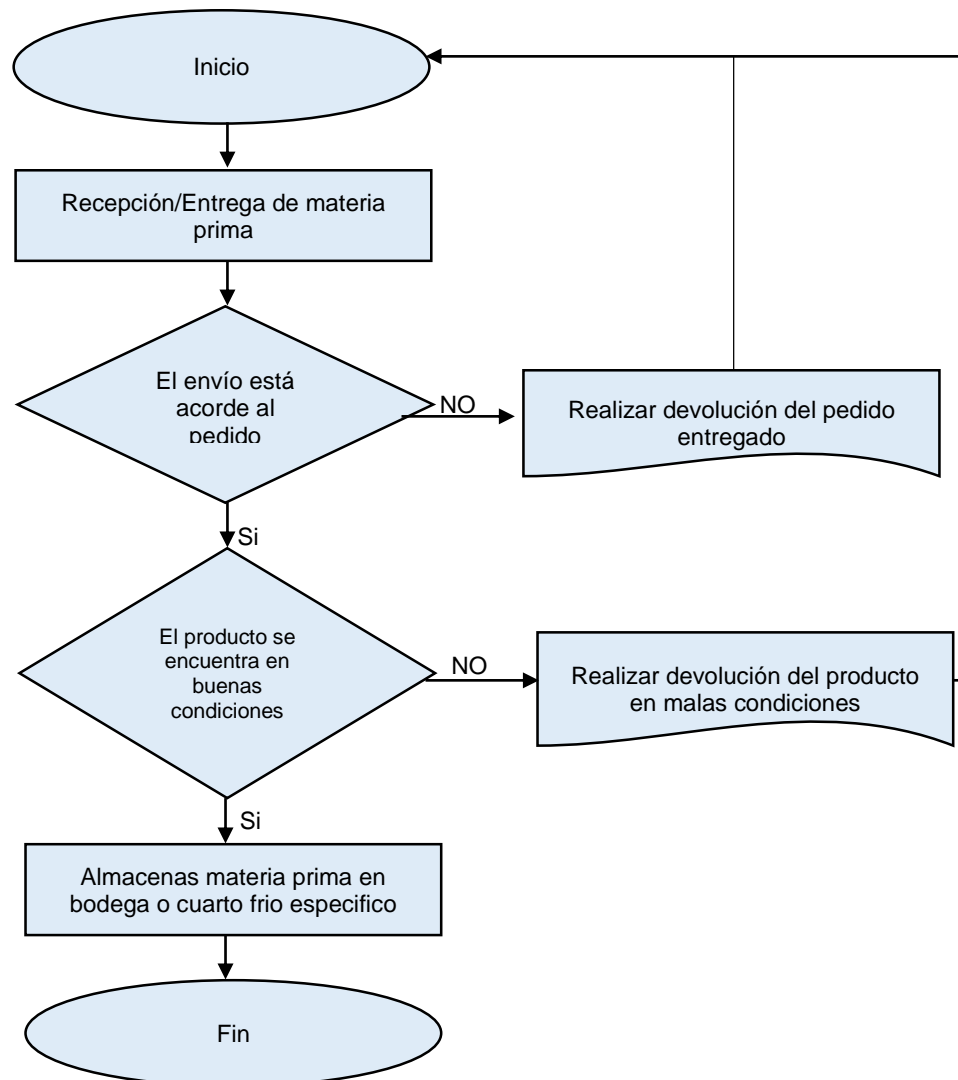 Inicio
Recepción/Entrega de materia
prima
El envío está
acorde al
pedido
NO
Realizar devolución del pedido
entregado
Si
El producto se
encuentra en
buenas
condiciones
NO
Realizar devolución del producto
en malas condiciones
Si
Almacenas materia prima en
bodega o cuarto frio especifico
Fin